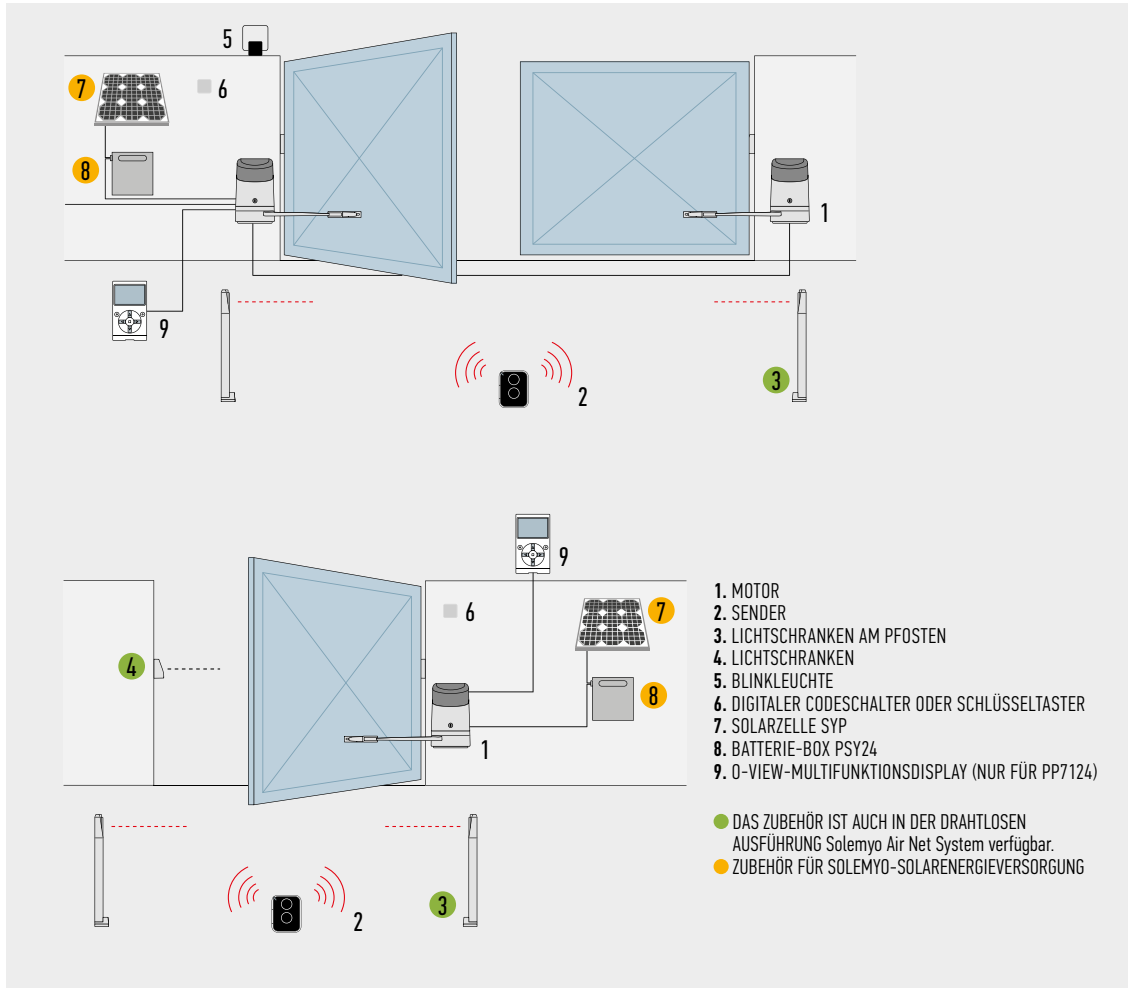 5
7
6
8
1
9
2
3
9
6
7
4
8
1
3
2
1. MOTOR
2. SENDER
3. LICHTSCHRANKEN AM PFOSTEN
4. LICHTSCHRANKEN
5. BLINKLEUCHTE
6. DIGITALER CODESCHALTER ODER SCHLÜSSELTASTER
7. SOLARZELLE SYP
8. BATTERIE-BOX PSY24
9. O-VIEW-MULTIFUNKTIONSDISPLAY (NUR FÜR PP7124)
DAS ZUBEHÖR IST AUCH IN DER DRAHTLOSEN
AUSFÜHRUNG Solemyo Air Net System verfügbar.
ZUBEHÖR FÜR SOLEMYO-SOLARENERGIEVERSORGUNG